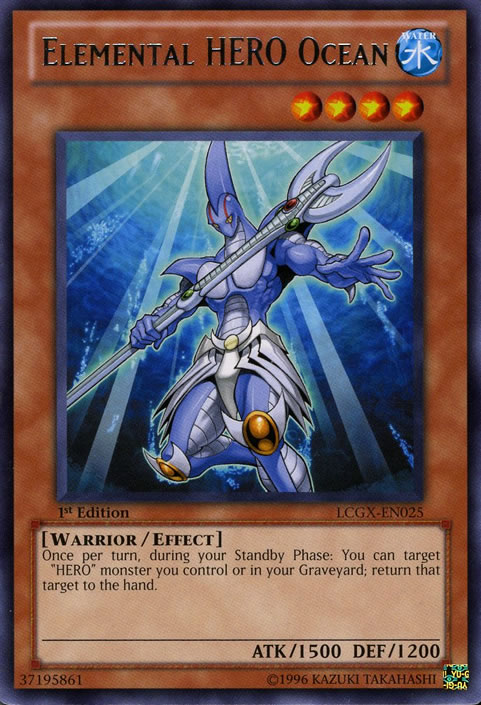 ELEMENTAL HERO OCEAN
WATER
水
1st Edition
LCGX-EN025
[WARRIOR/EFFECT]
Once per turn, during your Standby Phase: You can target
"HERO" monster you control or in your Graveyard; return that
target to the hand.
ATK/1500 DEF/1200
37195861
©1996 KAZUKI TAKAHASHI